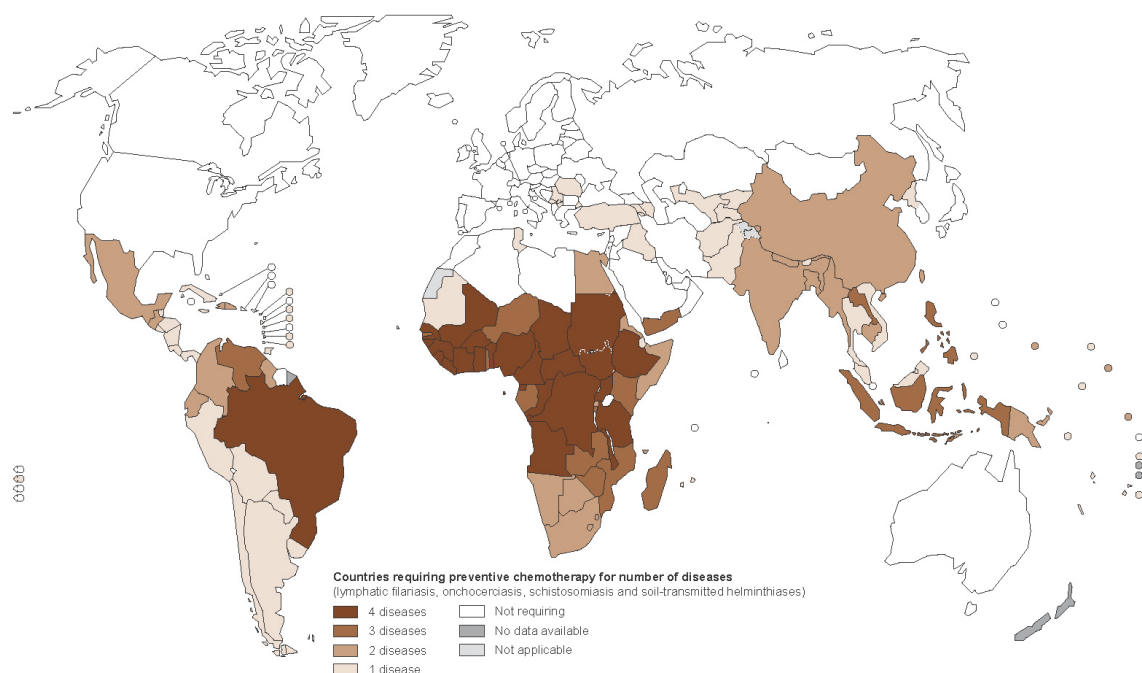 Countries requiring preventive chemotherapy for number of diseases
(lymphatic filariasis, onchocerciasis, schistosomiasis and soil-transmitted helminthiases)
4 diseases
3 diseases
2 diseases
1 disease
Not requiring
No data available
Not applicable